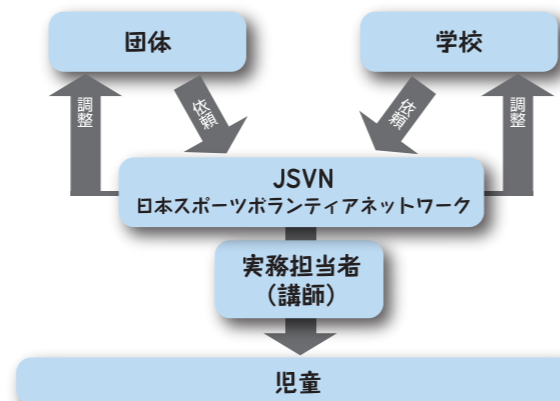 団体
学校
調整
依頼
依頼
調整
JSVN
日本スポーツボランティアネットワーク
実務担当者
（講師）
児童